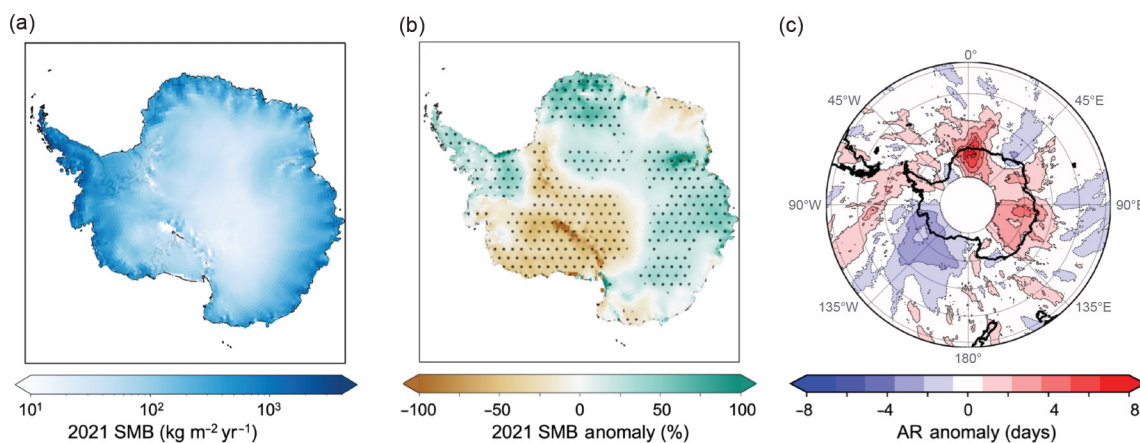 (a)
(b)
(c)
0°
45°W
45°E
90°W
90°E
135°W
135°E
180°
10¹ 10² 10³
2021 SMB (kg m⁻² yr⁻¹)
−100 −50 0 50 100
2021 SMB anomaly (%)
−8 −4 0 4 8
AR anomaly (days)